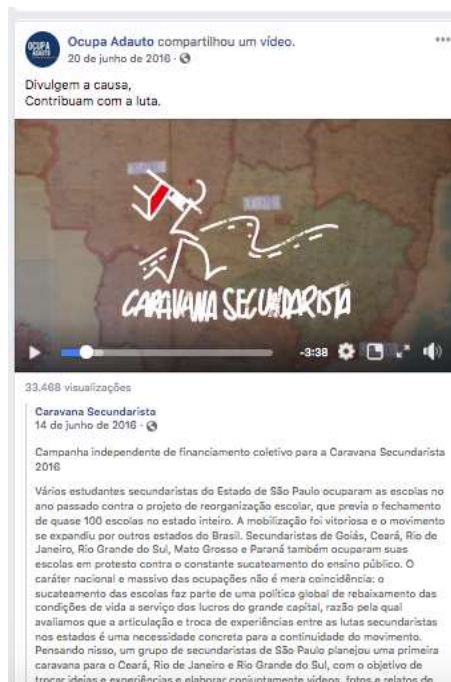 OCUPA
ADAUTO
Ocupa Adauto compartilhou um vídeo.
20 de junho de 2016 ·
Divulgem a causa,
Contribuam com a luta.
CARAVANA SECUNDARISTA
-3:38
33.468 visualizações
Caravana Secundarista
14 de junho de 2016 ·
Campanha independente de financiamento coletivo para a Caravana Secundarista
2016
Vários estudantes secundaristas do Estado de São Paulo ocuparam as escolas no
ano passado contra o projeto de reorganização escolar, que previa o fechamento
de quase 100 escolas no estado inteiro. A mobilização foi vitoriosa e o movimento
se expandiu por outros estados do Brasil. Secundaristas de Goiás, Ceará, Rio de
Janeiro, Rio Grande do Sul, Mato Grosso e Paraná também ocuparam suas
escolas em protesto contra o constante sucateamento do ensino público. O
caráter nacional e massivo das ocupações não é mera coincidência: o
sucateamento das escolas faz parte de uma política global de rebaixamento das
condições de vida a serviço dos lucros do grande capital, razão pela qual
avaliamos que a articulação e troca de experiências entre as lutas secundaristas
nos estados é uma necessidade concreta para a continuidade do movimento.
Pensando nisso, um grupo de secundaristas de São Paulo planejou uma primeira
caravana para o Ceará, Rio de Janeiro e Rio Grande do Sul, com o objetivo de
trocar ideias e experiências e elaborar conjuntamente vídeos, fotos e relatos de